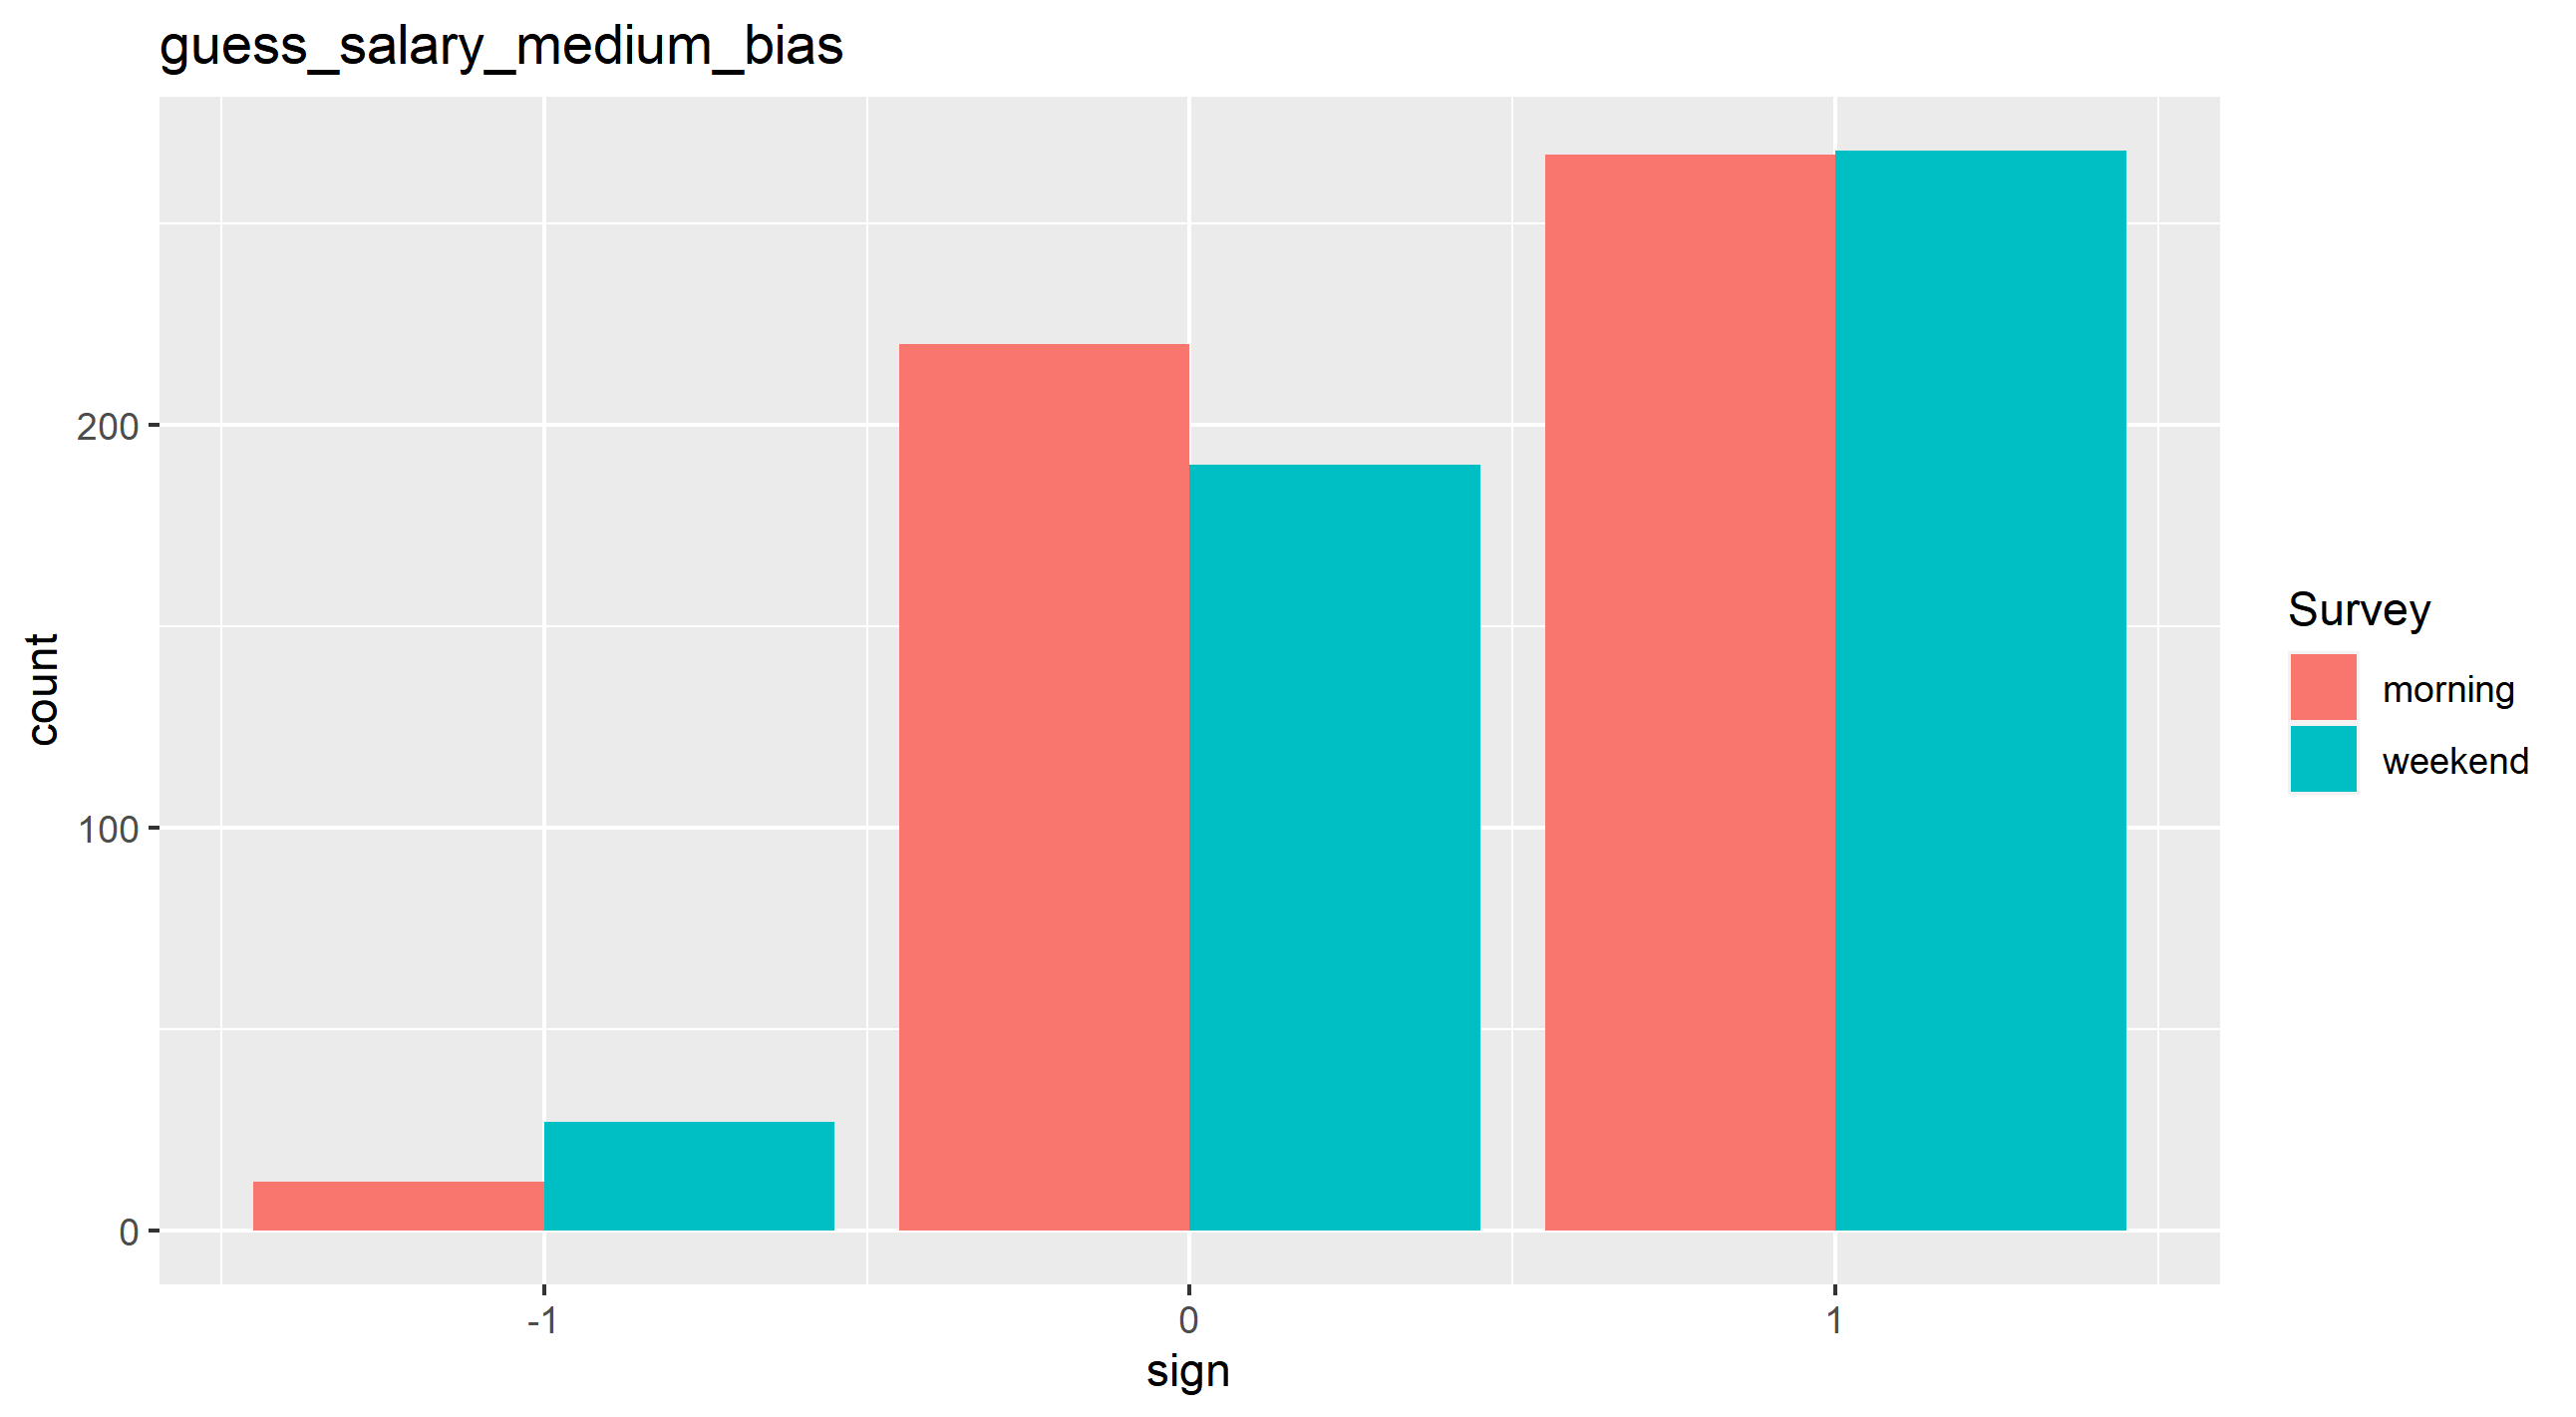 guess_salary_medium_bias
count
200
100
0
-1
0
1
sign
Survey
morning
weekend